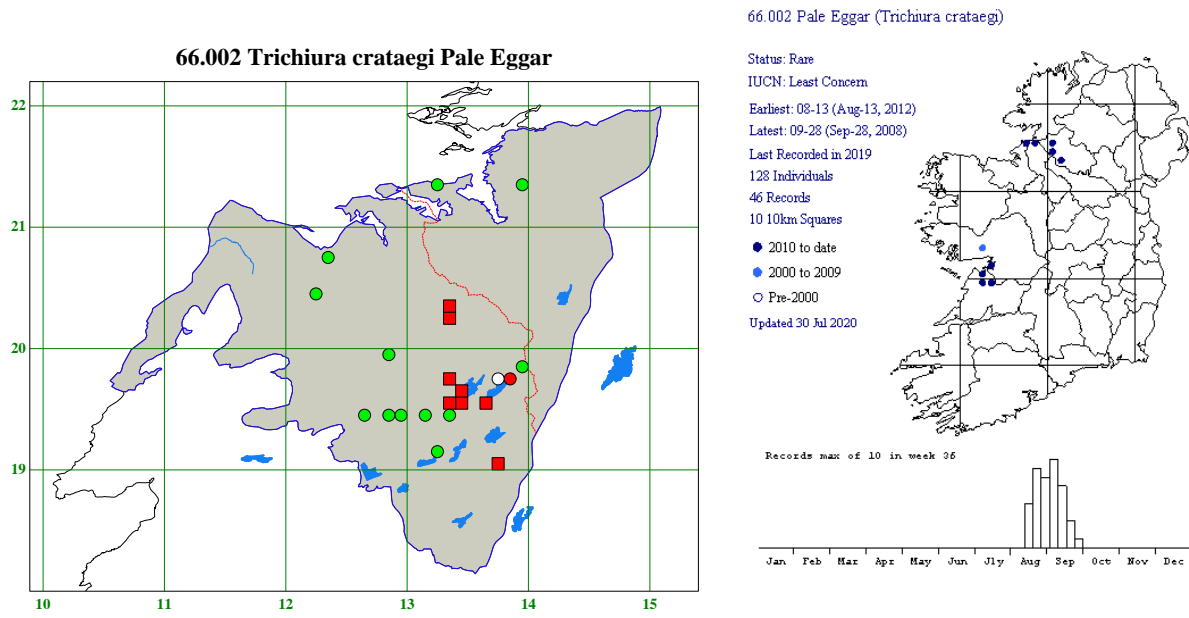 66.002 Trichiura crataegi Pale Eggar
22
21
20
19
10 11 12 13 14 15
66.002 Pale Eggar (Trichiura crataegi)
Status: Rare
IUCN: Least Concern
Earliest: 08-13 (Aug-13, 2012)
Latest: 09-28 (Sep-28, 2008)
Last Recorded in 2019
128 Individuals
46 Records
10 10km Squares
2010 to date
2000 to 2009
Pre-2000
Updated 30 Jul 2020
Records max of 10 in week 36
Jan Feb Mar Apr May Jun Jly Aug Sep Oct Nov Dec